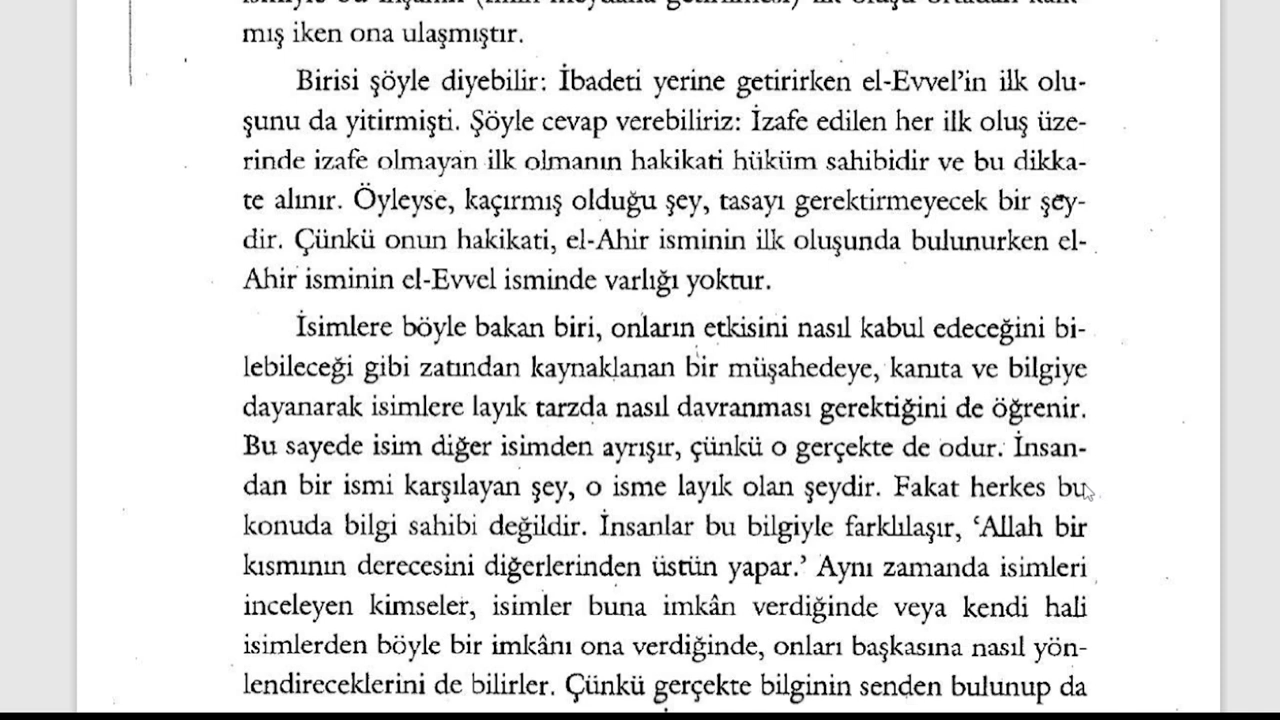 mış iken ona ulaşmıştır.
Birisi şöyle diyebilir: İbadeti yerine getirirken el-Evvel’in ilk olu-
şunu da yitirmişti. Şöyle cevap verebiliriz: İzafe edilen her ilk oluş üze-
rinde izafe olmayan ilk olmanın hakikati hüküm sahibidir ve bu dikka-
te alınır. Öyleyse, kaçırmış olduğu şey, tasayı gerektirmeyecek bir şey-
dir. Çünkü onun hakikati, el-Ahir isminin ilk oluşunda bulunurken el-
Ahir isminin el-Evvel isminde varlığı yoktur.
İsimlere böyle bakan biri, onların etkisini nasıl kabul edeceğini bi-
lebileceği gibi zatından kaynaklanan bir müşahedeye, kanıta ve bilgiye
dayanarak isimlere layık tarzda nasıl davranması gerektiğini de öğrenir.
Bu sayede isim diğer isimden ayrışır, çünkü o gerçekte de odur. İnsan-
dan bir ismi karşılayan şey, o isme layık olan şeydir. Fakat herkes bu
konuda bilgi sahibi değildir. İnsanlar bu bilgiyle farklılaşır, ‘Allah bir
kısmının derecesini diğerlerinden üstün yapar.’ Aynı zamanda isimleri
inceleyen kimseler, isimler buna imkân verdiğinde veya kendi hali
isimlerden böyle bir imkânı ona verdiğinde, onları başkasına nasıl yön-
lendireceklerini de bilirler. Çünkü gerçekte bilginin senden bulunup da